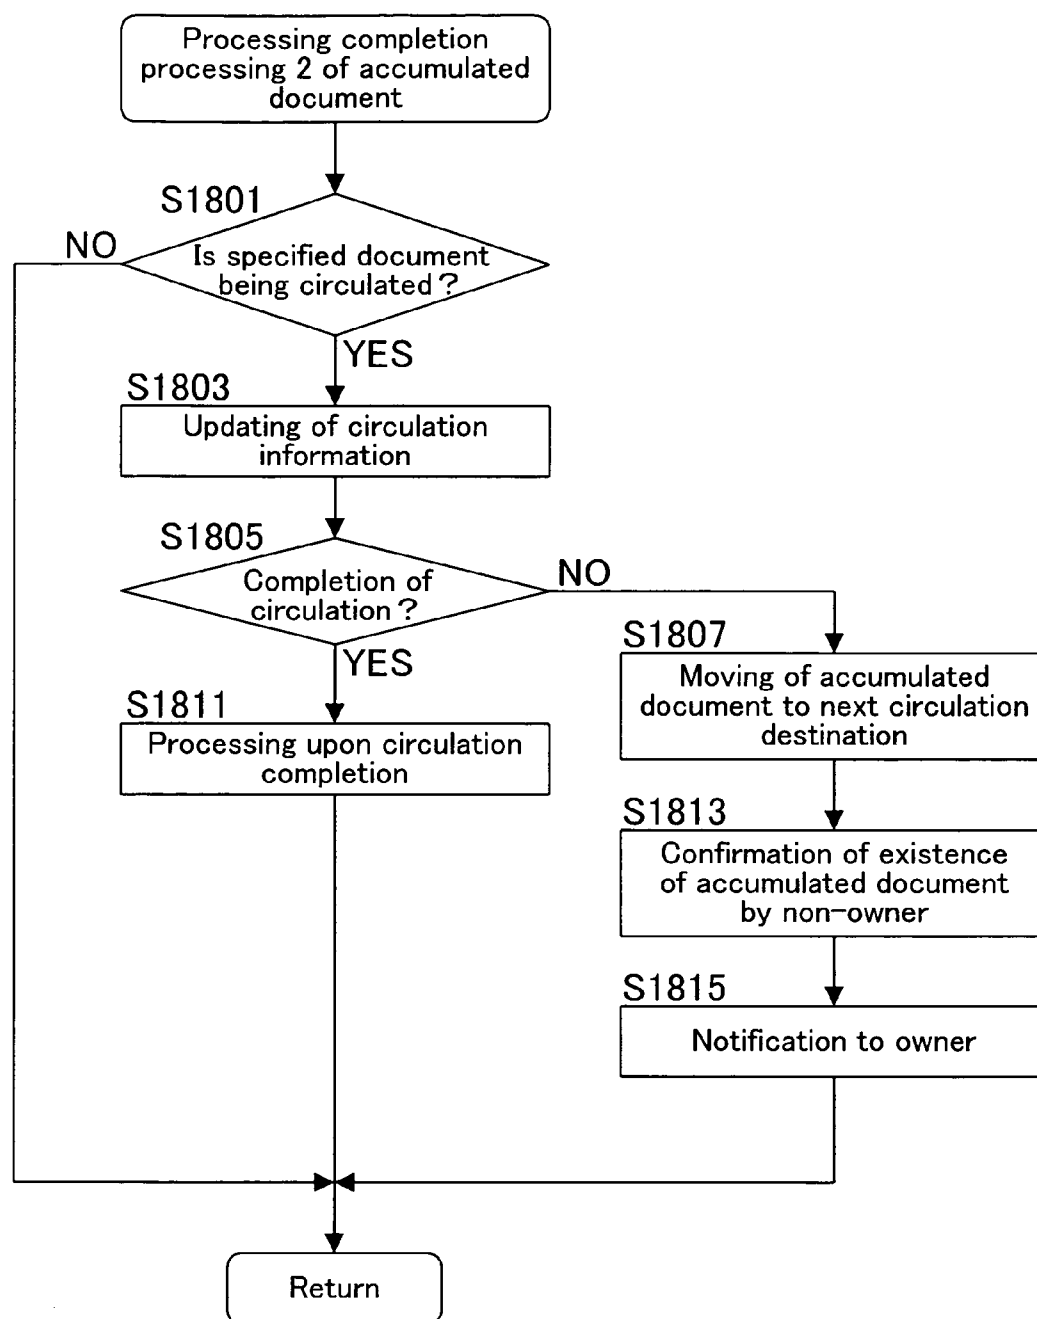 Processing completion
processing 2 of accumulated
document
S1801
NO
Is specified document
being circulated?
YES
S1803
Updating of circulation
information
S1805
Completion of
circulation?
NO
YES
S1807
Moving of accumulated
document to next circulation
destination
S1811
Processing upon circulation
completion
S1813
Confirmation of existence
of accumulated document
by non-owner
S1815
Notification to owner
Return